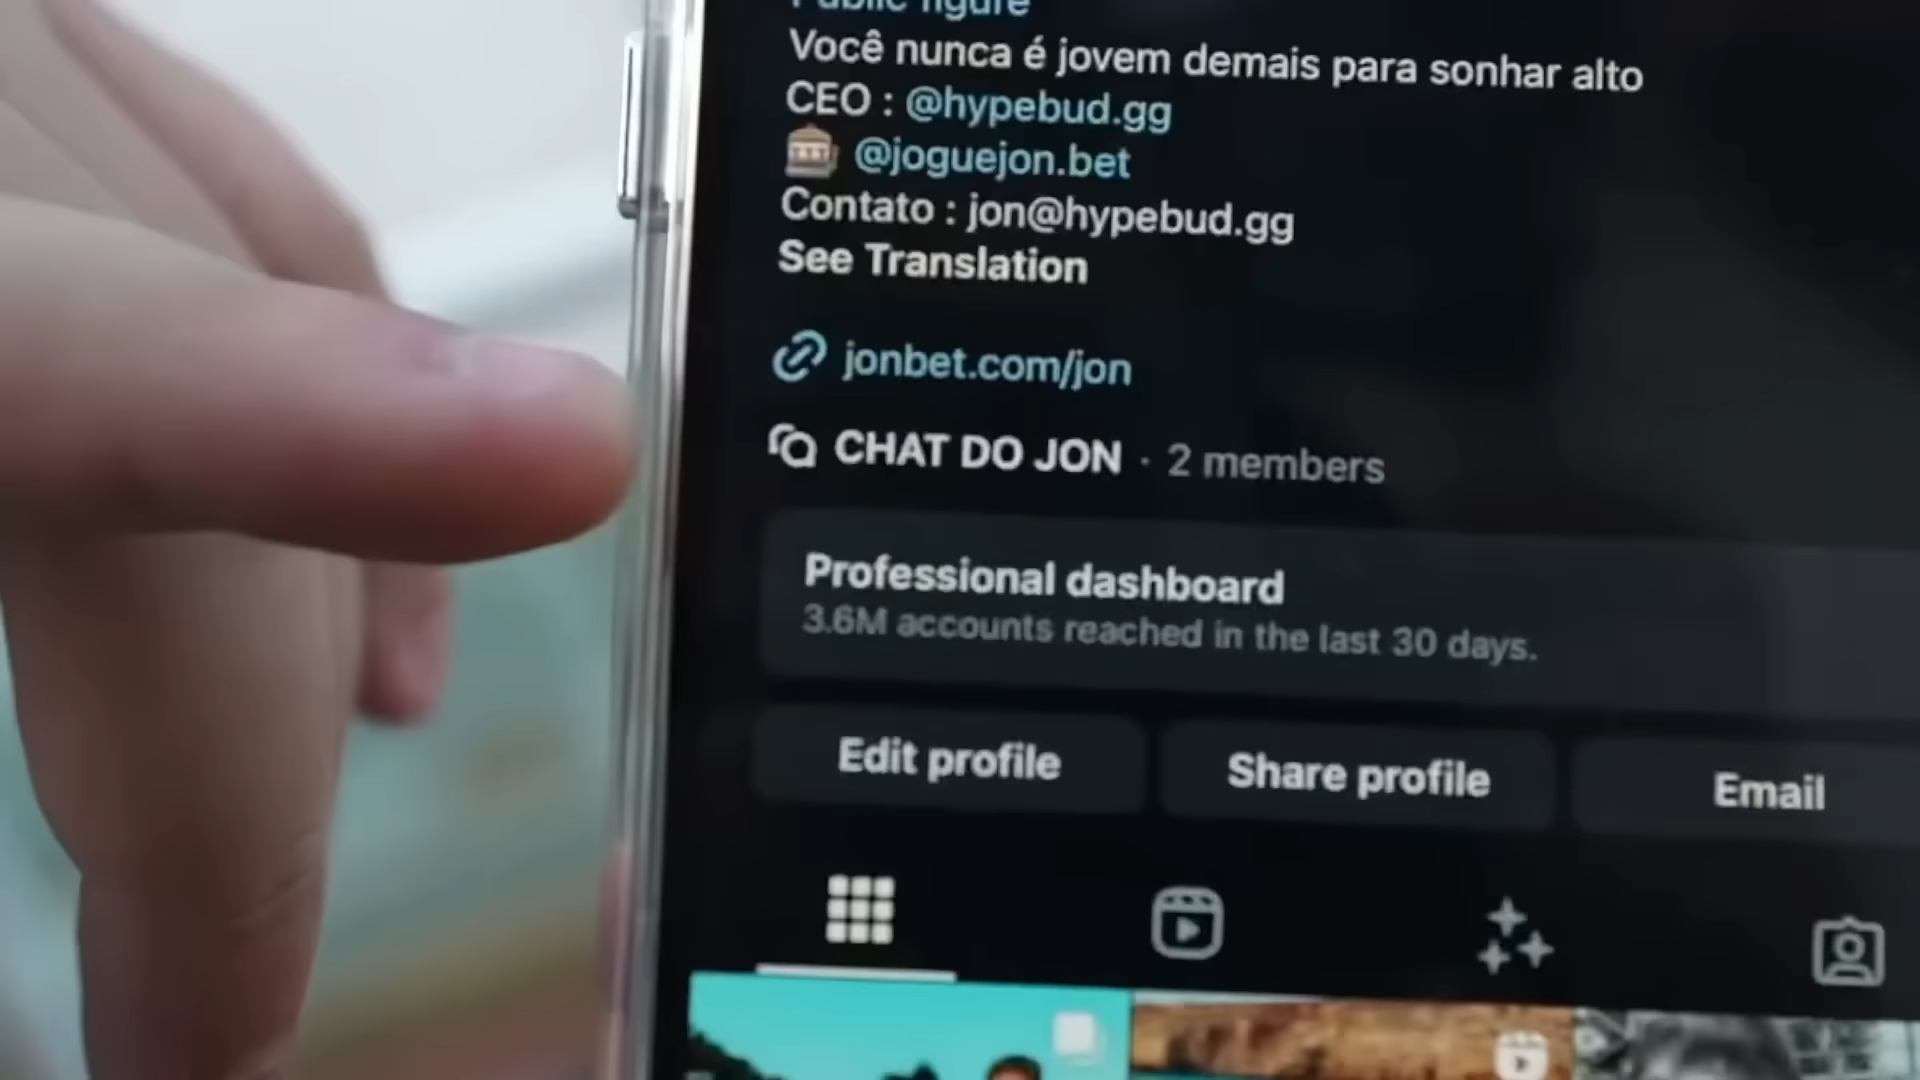 Public figure
Você nunca é jovem demais para sonhar alto
CEO : @hypebud.gg
@joguejon.bet
Contato : jon@hypebud.gg
See Translation
jonbet.com/jon
CHAT DO JON · 2 members
Professional dashboard
3.6M accounts reached in the last 30 days.
Edit profile
Share profile
Email